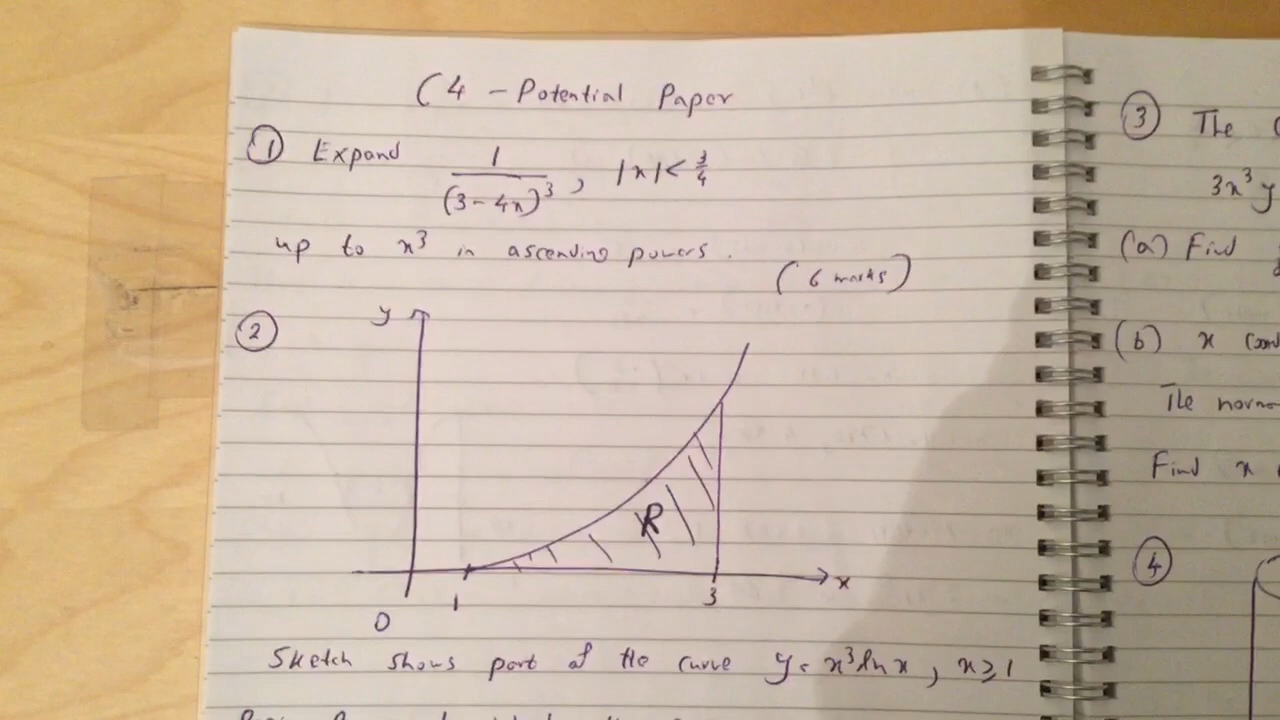 C4 - Potential Paper
① Expand 1/(3-4x)³, |x| < 3/4
up to x³ in ascending powers.
(6 marks)
②
y
R
x
0 1 3
Sketch shows part of the curve y = x³ ln x, x ≥ 1
③ The
3x³y
(a) Find
(b) x
The
Find x
④